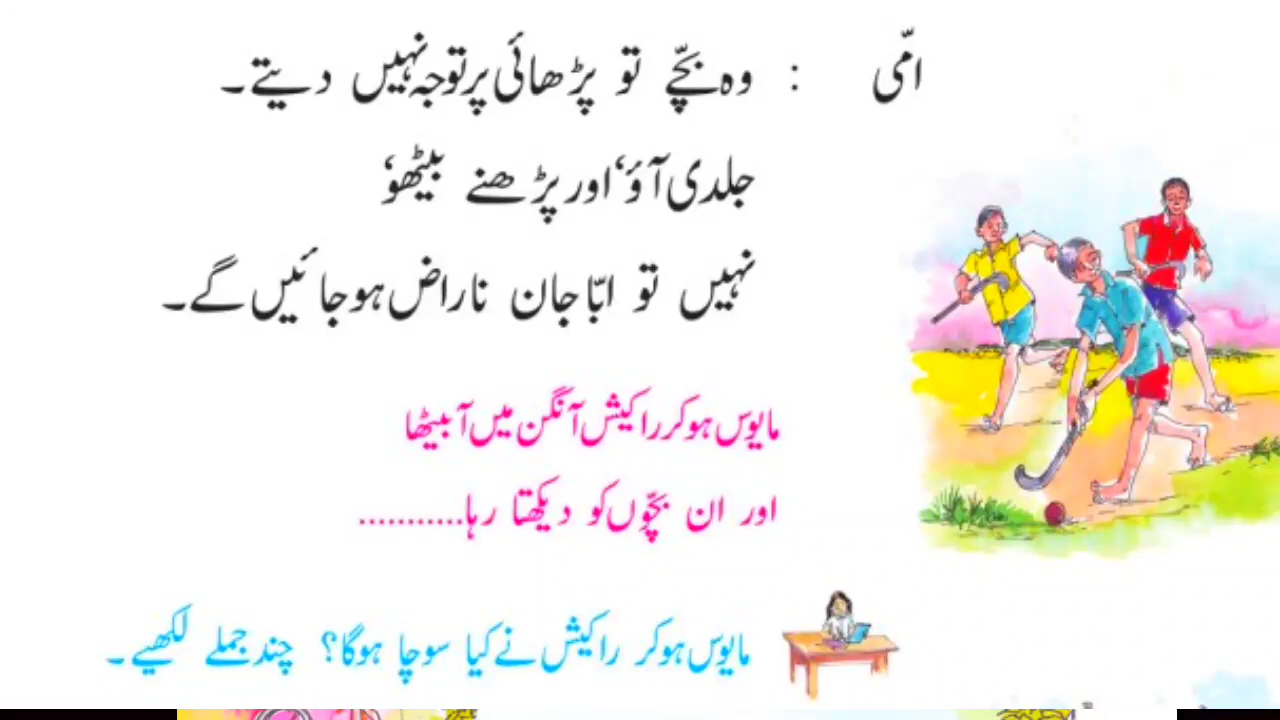 امّی : وہ بچّے تو پڑھائی پر توجہ نہیں دیتے۔
جلدی آؤ، اور پڑھنے بیٹھو،
نہیں تو ابّا جان ناراض ہو جائیں گے۔
مایوس ہو کر راکیش آنگن میں آ بیٹھا
اور ان بچّوں کو دیکھتا رہا...........
مایوس ہو کر راکیش نے کیا سوچا ہوگا؟ چند جملے لکھیے۔